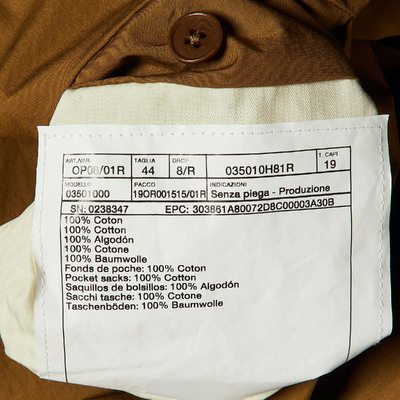 ART./VAR. TAGLIA DROP T. CAPI
OP08/01R 44 8/R 035010H81R 19
MODELLO PACCO INDICAZIONI
03501000 19OR001515/01R Senza piega - Produzione
SN: 0238347 EPC: 303861A80072D8C00003A30B
100% Coton
100% Cotton
100% Algodón
100% Cotone
100% Baumwolle
Fonds de poche: 100% Coton
Pocket sacks: 100% Cotton
Saquillos de bolsillos: 100% Algodón
Sacchi tasche: 100% Cotone
Taschenböden: 100% Baumwolle